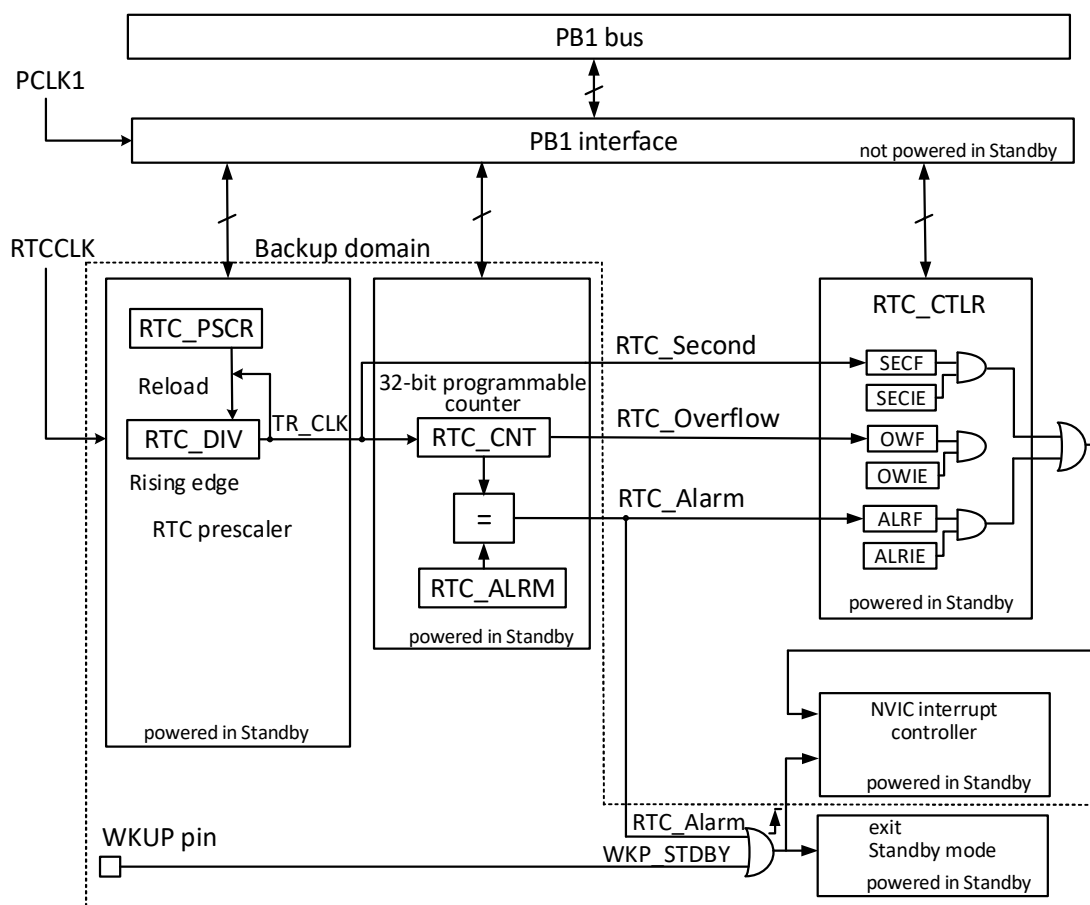 PB1 bus
PCLK1
PB1 interface
not powered in Standby
RTCCLK
Backup domain
RTC_PSCR
Reload
RTC_DIV
TR_CLK
Rising edge
RTC prescaler
powered in Standby
32-bit programmable
counter
RTC_CNT
=
RTC_ALRM
powered in Standby
RTC_Second
RTC_Overflow
RTC_Alarm
RTC_CTLR
SECF
SECIE
OWF
OWIE
ALRF
ALRIE
powered in Standby
NVIC interrupt
controller
powered in Standby
WKUP pin
RTC_Alarm
WKP_STDBY
exit
Standby mode
powered in Standby